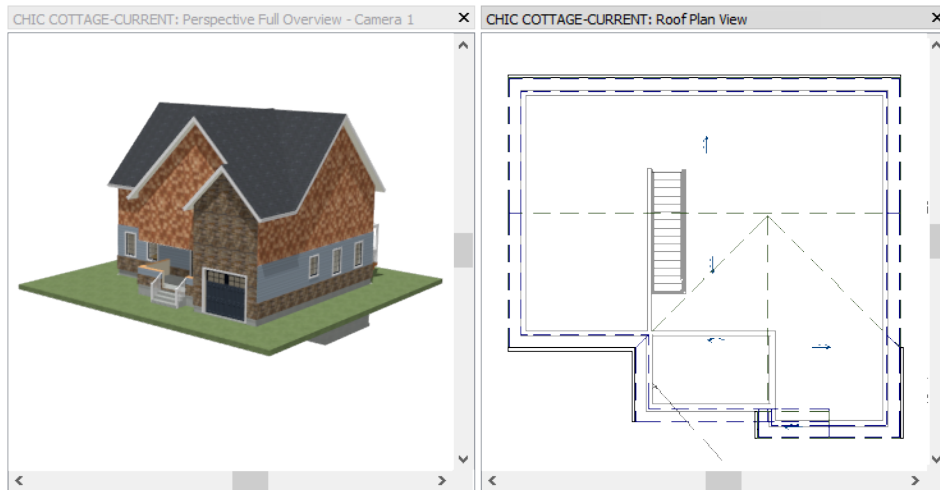 CHIC COTTAGE-CURRENT: Perspective Full Overview - Camera 1
CHIC COTTAGE-CURRENT: Roof Plan View